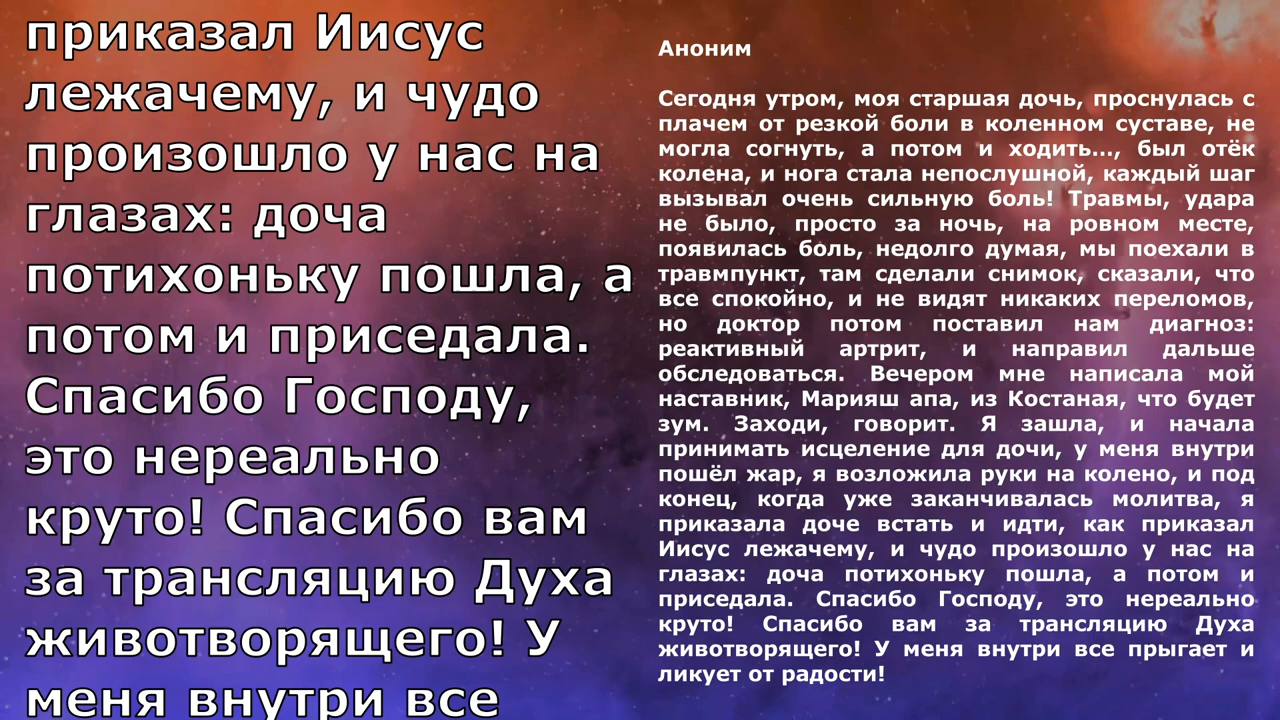 приказал Иисус
лежачему, и чудо
произошло у нас на
глазах: доча
потихоньку пошла, а
потом и приседала.
Спасибо Господу,
это нереально
круто! Спасибо вам
за трансляцию Духа
животворящего! У
меня внутри все
Аноним
Сегодня утром, моя старшая дочь, проснулась с
плачем от резкой боли в коленном суставе, не
могла согнуть, а потом и ходить..., был отёк
колена, и нога стала непослушной, каждый шаг
вызывал очень сильную боль! Травмы, удара
не было, просто за ночь, на ровном месте,
появилась боль, недолго думая, мы поехали в
травмпункт, там сделали снимок, сказали, что
все спокойно, и не видят никаких переломов,
но доктор потом поставил нам диагноз:
реактивный артрит, и направил дальше
обследоваться. Вечером мне написала мой
наставник, Марияш апа, из Костаная, что будет
зум. Заходи, говорит. Я зашла, и начала
принимать исцеление для дочи, у меня внутри
пошёл жар, я возложила руки на колено, и под
конец, когда уже заканчивалась молитва, я
приказала доче встать и идти, как приказал
Иисус лежачему, и чудо произошло у нас на
глазах: доча потихоньку пошла, а потом и
приседала. Спасибо Господу, это нереально
круто! Спасибо вам за трансляцию Духа
животворящего! У меня внутри все прыгает и
ликует от радости!